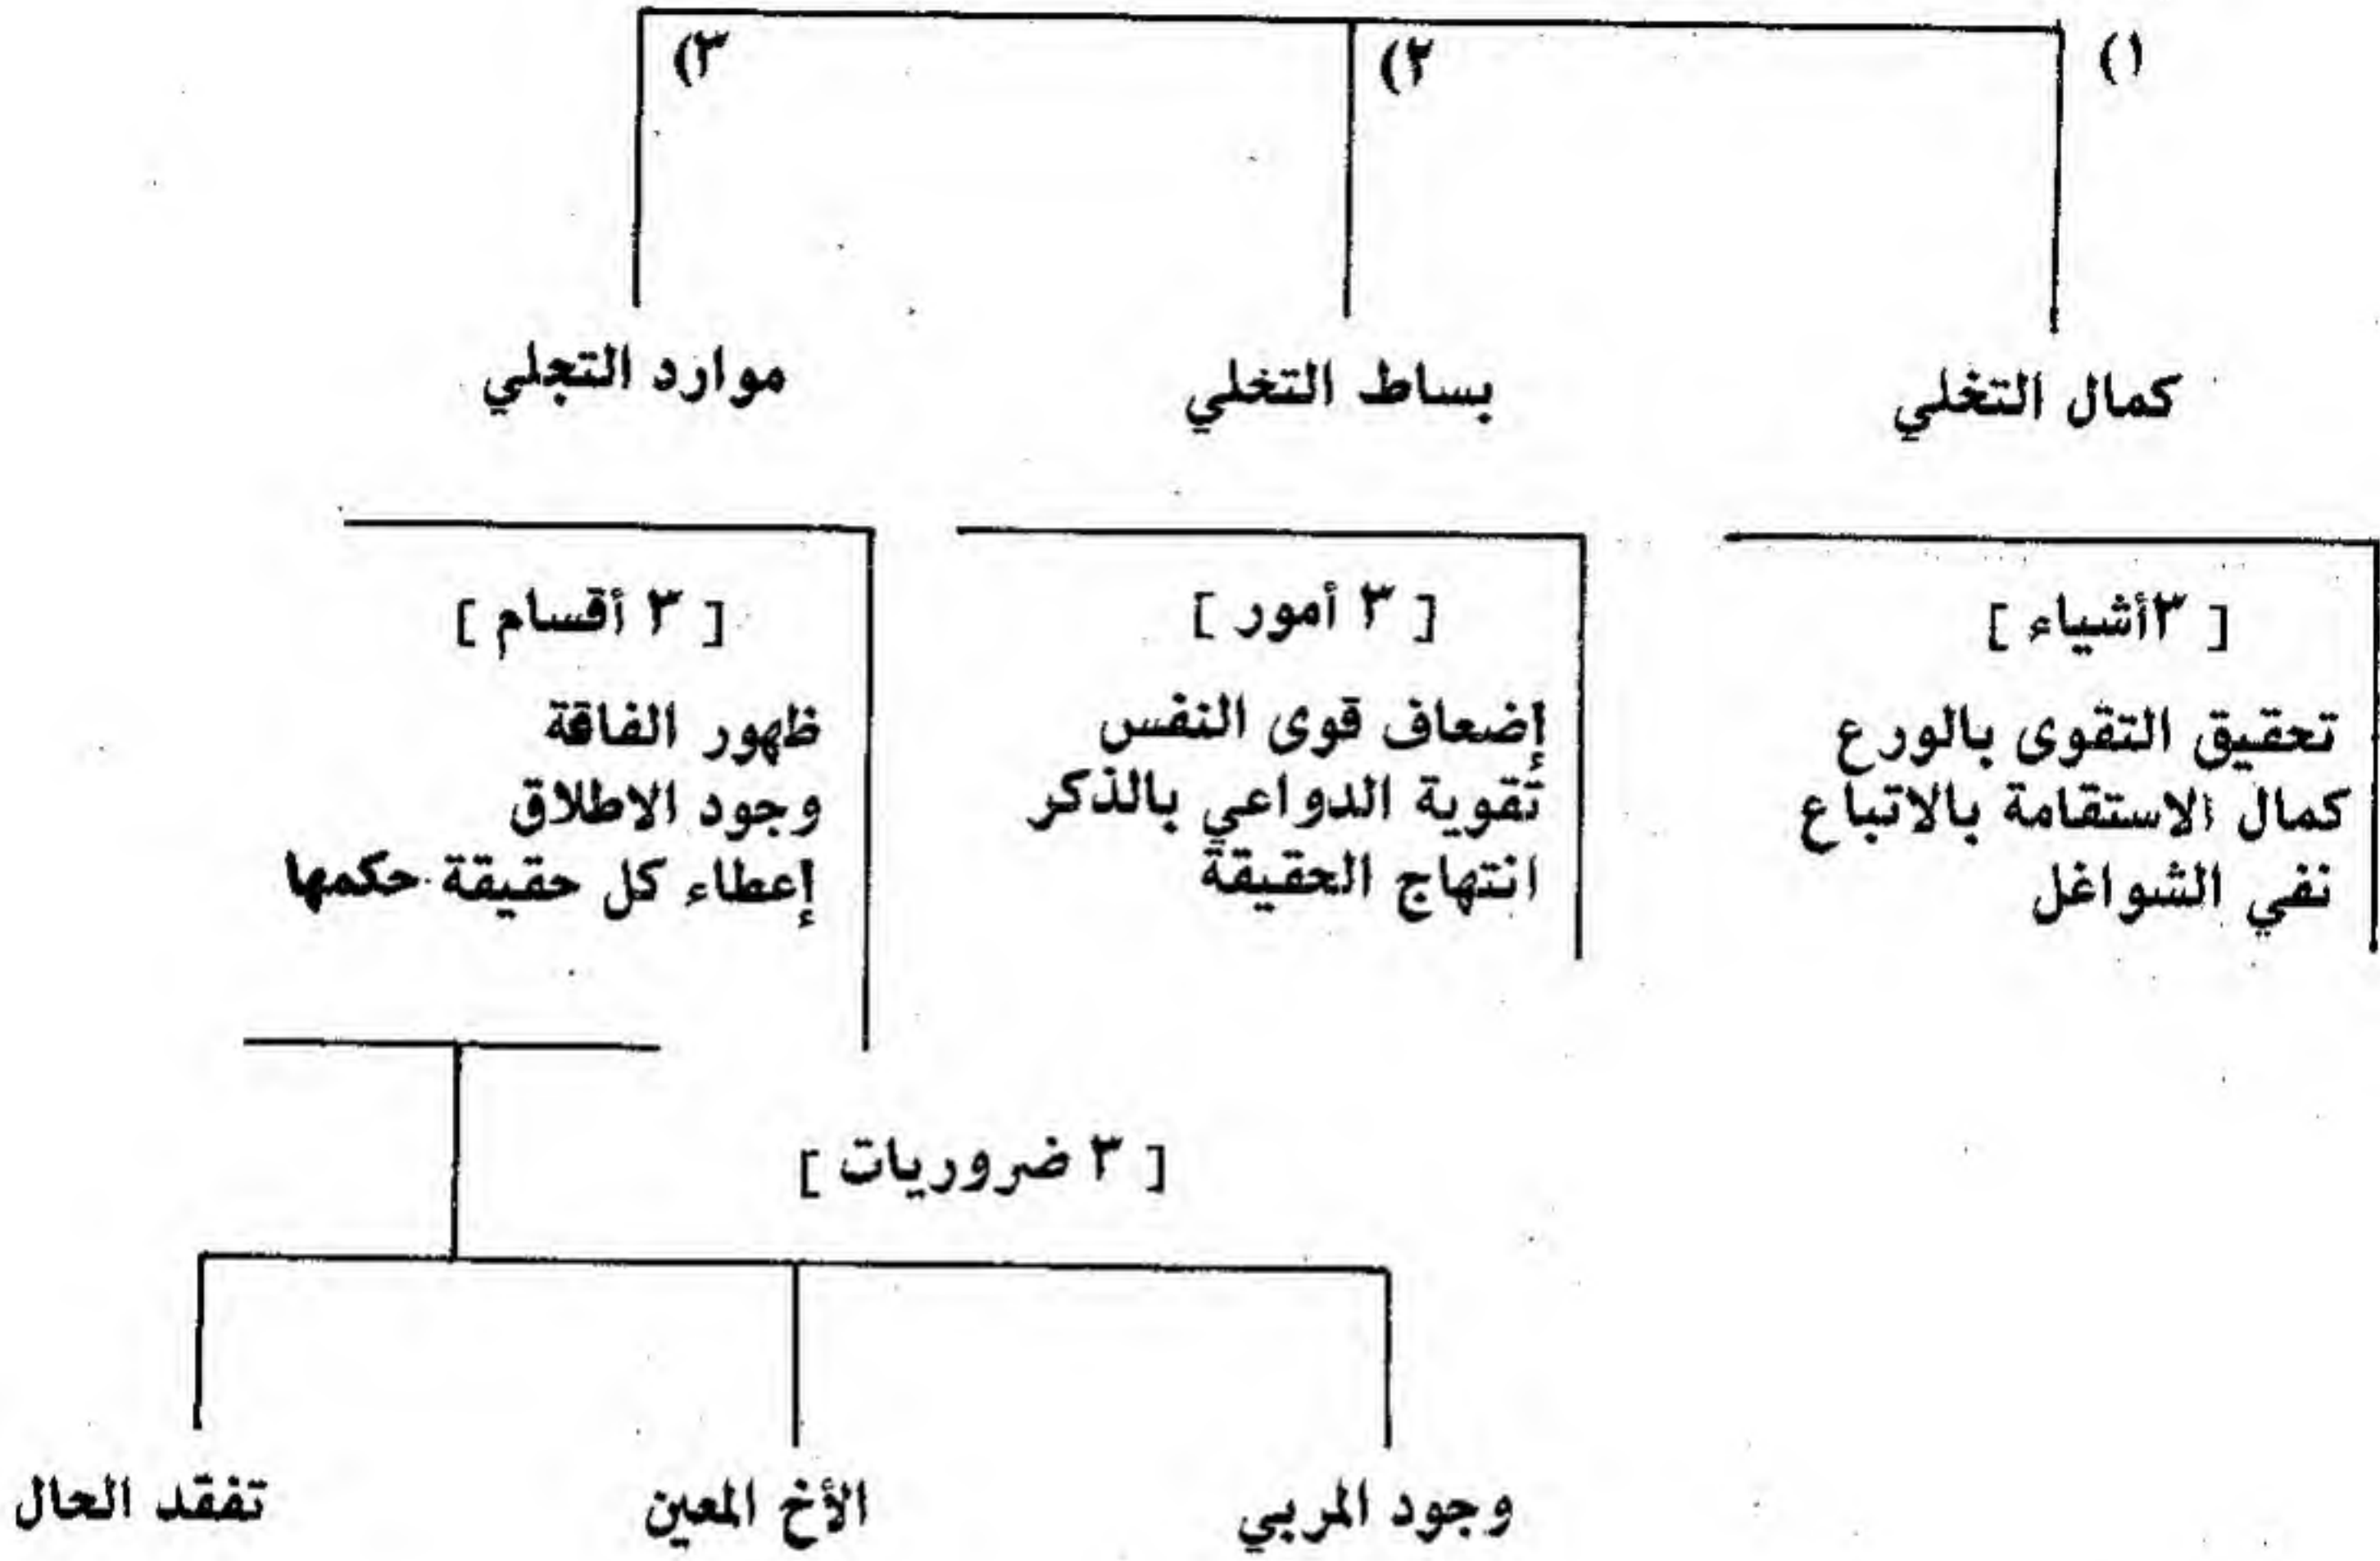 ١)
٢)
٣)
كمال التخلي
بساط التخلي
موارد التجلي
[ ٣ أشياء ]
تحقيق التقوى بالورع
كمال الاستقامة بالاتباع
نفي الشواغل
[ ٣ أمور ]
إضعاف قوى النفس
تقوية الدواعي بالذكر
انتهاج الحقيقة
[ ٣ أقسام ]
ظهور الفاقة
وجود الاطلاق
إعطاء كل حقيقة حكمها
[ ٣ ضروريات ]
وجود المربي
الأخ المعين
تفقد الحال